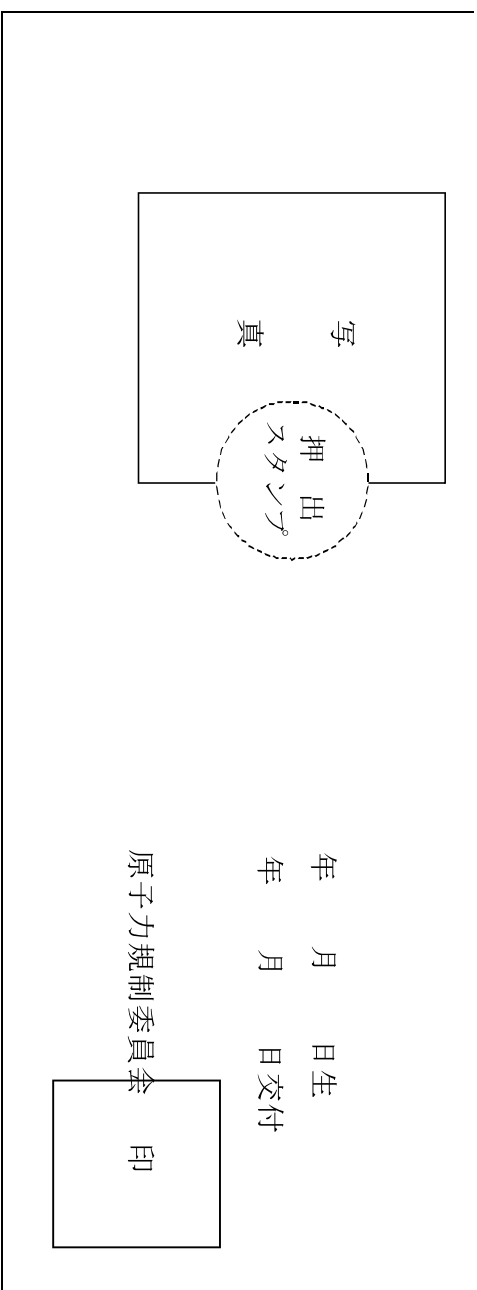 写
真
押出
スタンプ
年 月 日生
年 月 日交付
原子力規制委員会 印